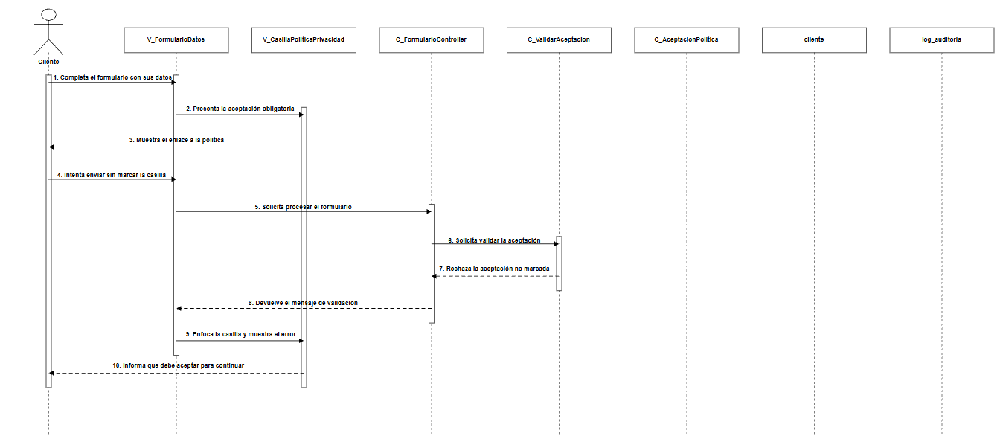 V_FormularioDatos
V_CasillaPoliticaPrivacidad
C_FormularioController
C_ValidarAceptacion
C_AceptacionPolitica
cliente
log_auditoria
Cliente
1. Completa el formulario con sus datos
2. Presenta la aceptación obligatoria
3. Muestra el enlace a la política
4. Intenta enviar sin marcar la casilla
5. Solicita procesar el formulario
6. Solicita validar la aceptación
7. Rechaza la aceptación no marcada
8. Devuelve el mensaje de validación
9. Enfoca la casilla y muestra el error
10. Informa que debe aceptar para continuar